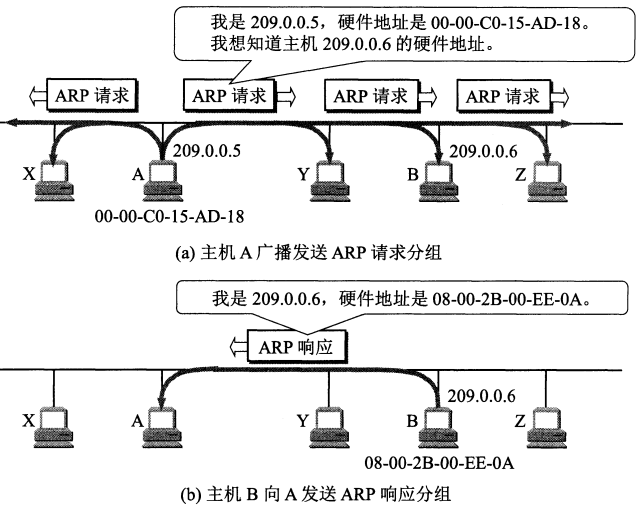 我是 209.0.0.5，硬件地址是 00-00-C0-15-AD-18。
我想知道主机 209.0.0.6 的硬件地址。
ARP 请求
ARP 请求
ARP 请求
ARP 请求
209.0.0.5
209.0.0.6
X
A
Y
B
Z
00-00-C0-15-AD-18
(a) 主机 A 广播发送 ARP 请求分组
我是 209.0.0.6，硬件地址是 08-00-2B-00-EE-0A。
ARP 响应
209.0.0.6
X
A
Y
B
Z
08-00-2B-00-EE-0A
(b) 主机 B 向 A 发送 ARP 响应分组